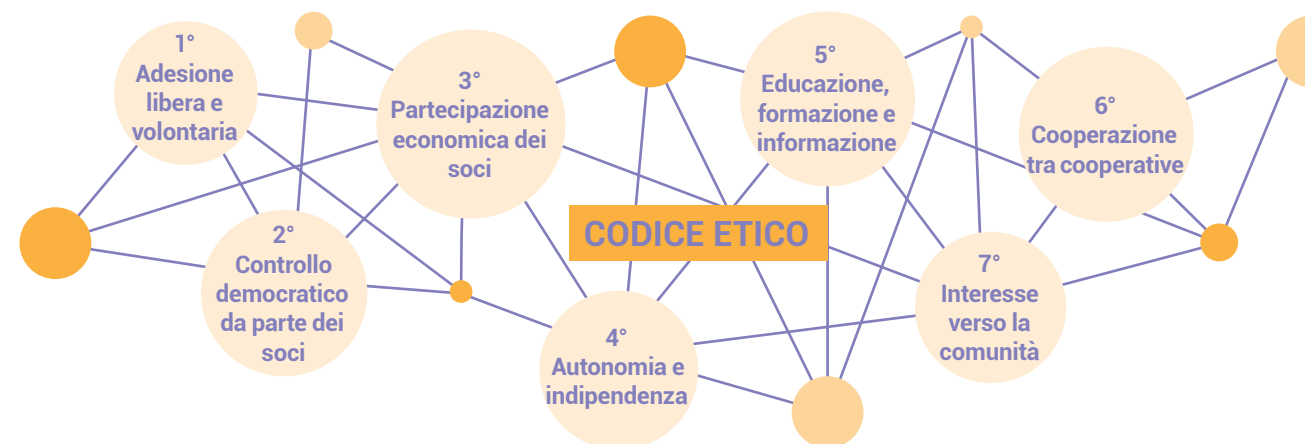 1°
Adesione
libera e
volontaria
2°
Controllo
democratico
da parte dei
soci
3°
Partecipazione
economica dei
soci
CODICE ETICO
4°
Autonomia e
indipendenza
5°
Educazione,
formazione e
informazione
6°
Cooperazione
tra cooperative
7°
Interesse
verso la
comunità